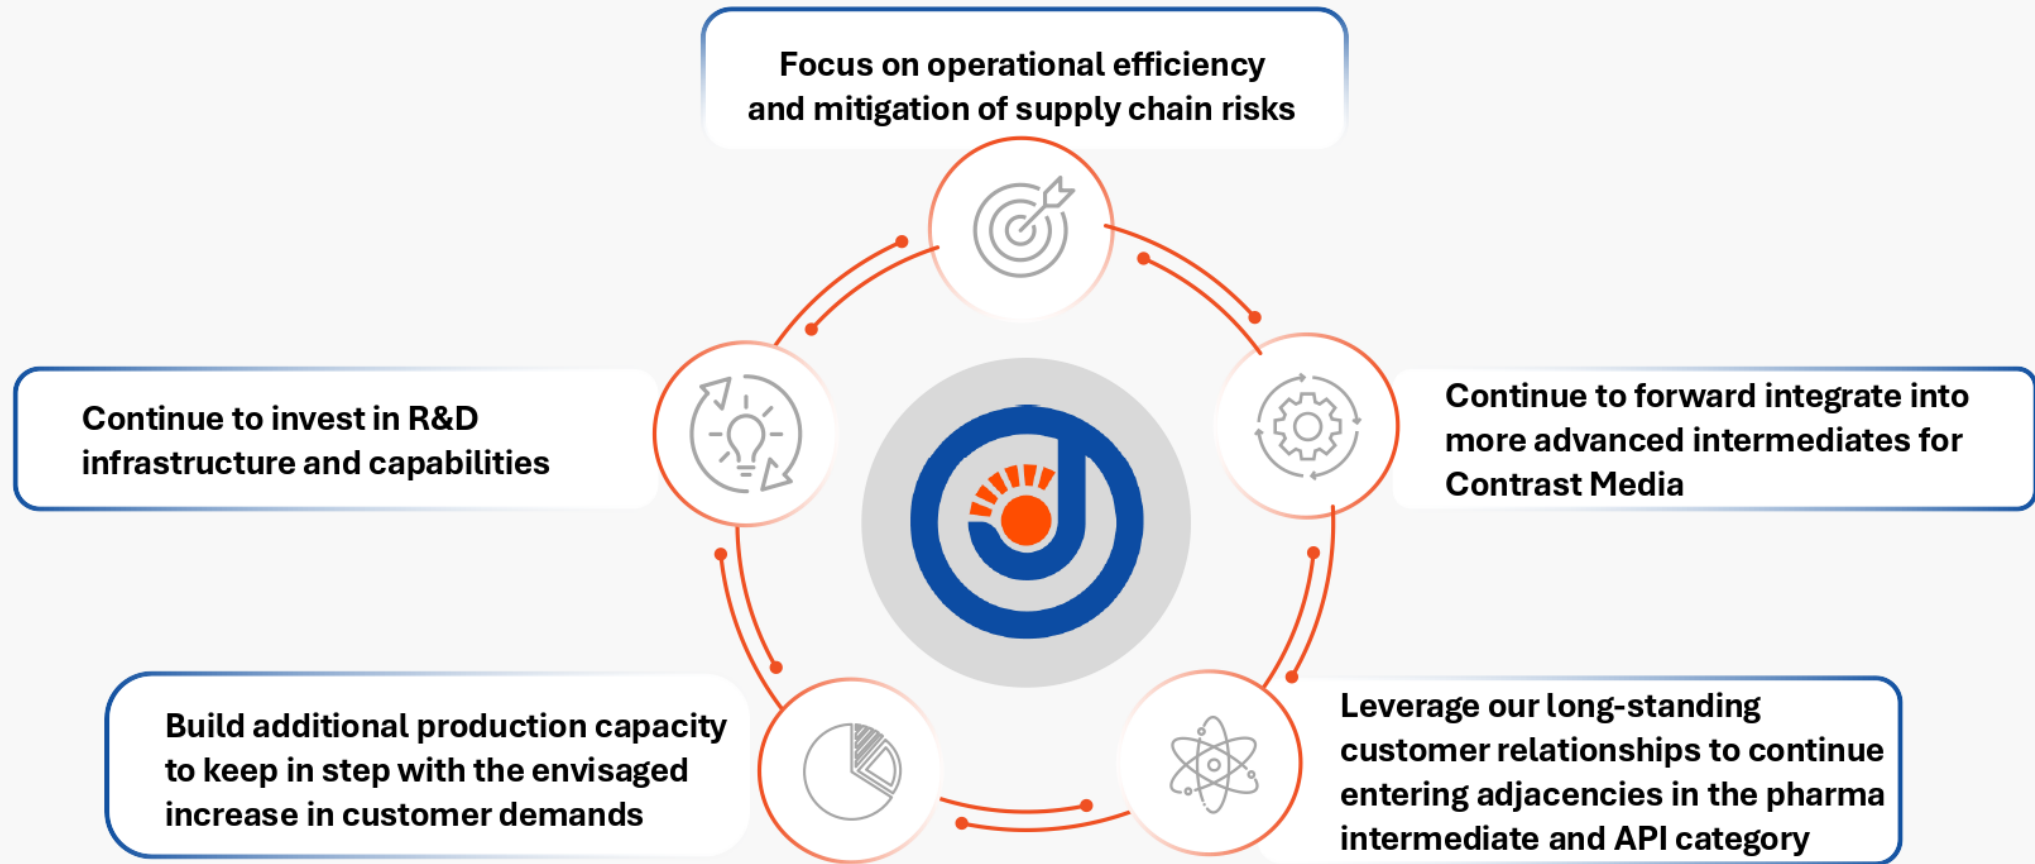 Focus on operational efficiency
and mitigation of supply chain risks
Continue to invest in R&D
infrastructure and capabilities
Continue to forward integrate into
more advanced intermediates for
Contrast Media
Build additional production capacity
to keep in step with the envisaged
increase in customer demands
Leverage our long-standing
customer relationships to continue
entering adjacencies in the pharma
intermediate and API category